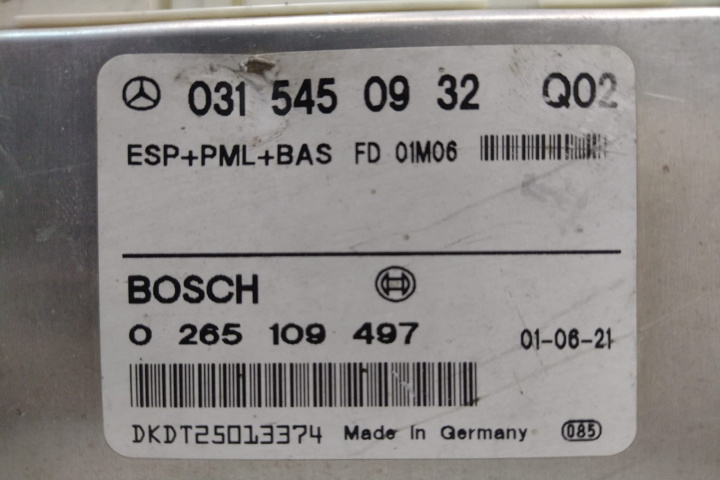 031 545 09 32 Q02
ESP+PML+BAS FD 01M06
BOSCH
0 265 109 497 01-06-21
DKDT25013374 Made in Germany 085